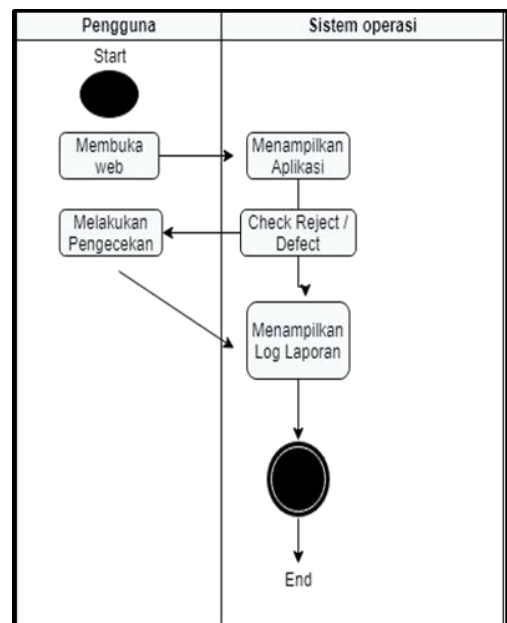 Pengguna
Sistem operasi
Start
Membuka
web
Menampilkan
Aplikasi
Melakukan
Pengecekan
Check Reject /
Defect
Menampilkan
Log Laporan
End